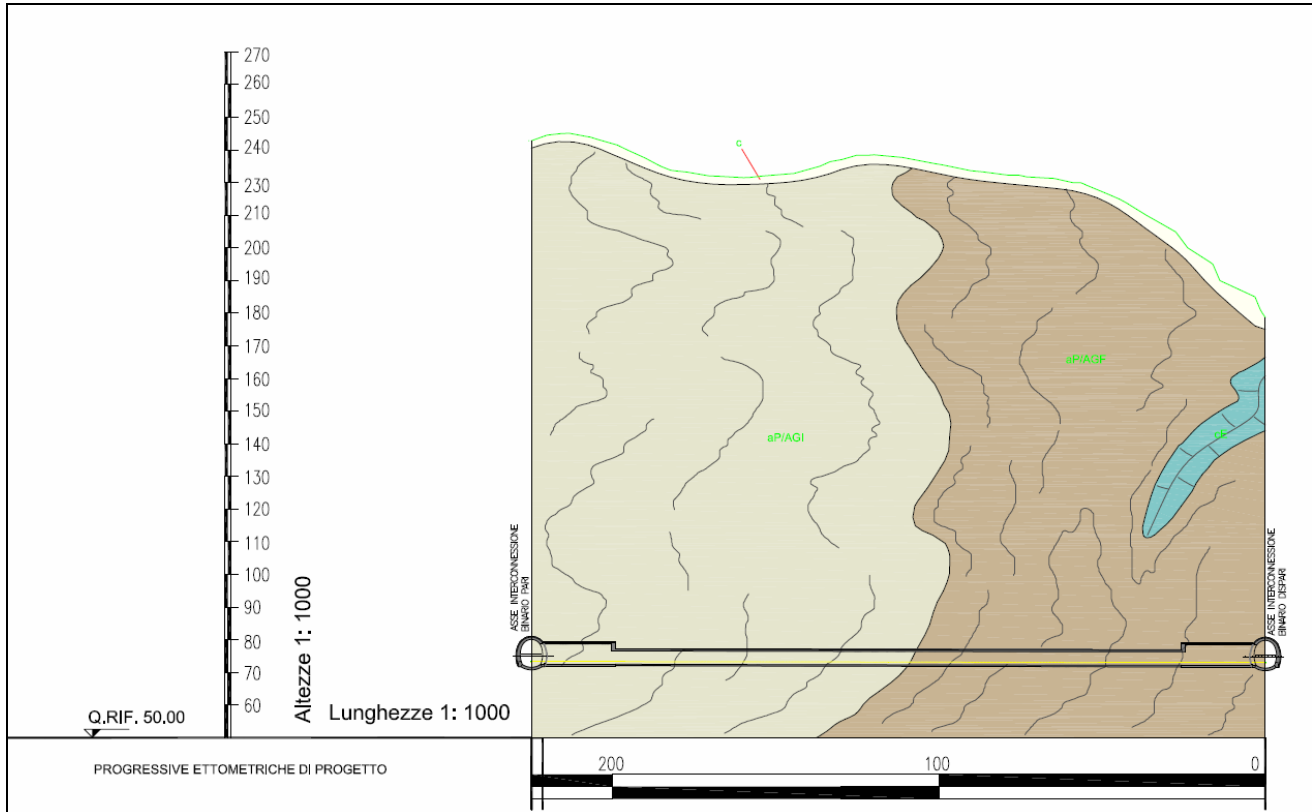 270
260
250
240
230
210
200
190
180
170
160
150
140
130
120
110
100
90
80
70
60
Altezze 1: 1000
Lunghezze 1: 1000
Q.RIF. 50.00
c
aP/AGI
aP/AGF
cE
ASSE INTERCONNESSIONE
BINARIO PARI
ASSE INTERCONNESSIONE
BINARIO DISPARI
PROGRESSIVE ETTOMETRICHE DI PROGETTO
200
100
0